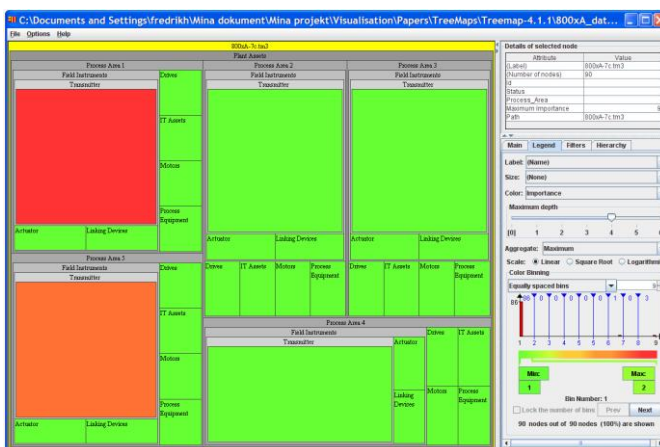 C:\Documents and Settings\fredrikh\Mina dokument\Mina projekt\Visualisation\Papers\TreeMaps\Treemap-4.1.1\800xA_dat...
File Options Help
800xA-7c.tm3
Plant Assets
Process Area 1
Field Instruments
Transmitter
Actuator
Linking Devices
Drives
IT Assets
Motors
Process Equipment
Process Area 2
Field Instruments
Transmitter
Actuator
Linking Devices
Drives
IT Assets
Motors
Process Equipment
Process Area 3
Field Instruments
Transmitter
Actuator
Linking Devices
Drives
IT Assets
Motors
Process Equipment
Process Area 5
Field Instruments
Transmitter
Actuator
Linking Devices
Drives
IT Assets
Motors
Process Equipment
Process Area 4
Field Instruments
Transmitter
Actuator
Linking Devices
Drives
IT Assets
Motors
Process Equipment
Details of selected node
Attribute Value
(Label) 800xA-7c.tm3
(Number of nodes) 90
Id
Status
Process_Area
Maximum Importance
Path 800xA-7c.tm3
Main Legend Filters Hierarchy
Label: (Name)
Size: (None)
Color: Importance
Maximum depth
[0] 1 2 3 4 5
Aggregate: Maximum
Scale: Linear Square Root Logarithmi
Color Binning
Equally spaced bins
86 0 0 0 0 1 0 3
86
1 2 3 4 5 6 7 8 9
Min: Max:
1 2
Bin Number: 1
Lock the number of bins Prev Next
90 nodes out of 90 nodes (100%) are shown